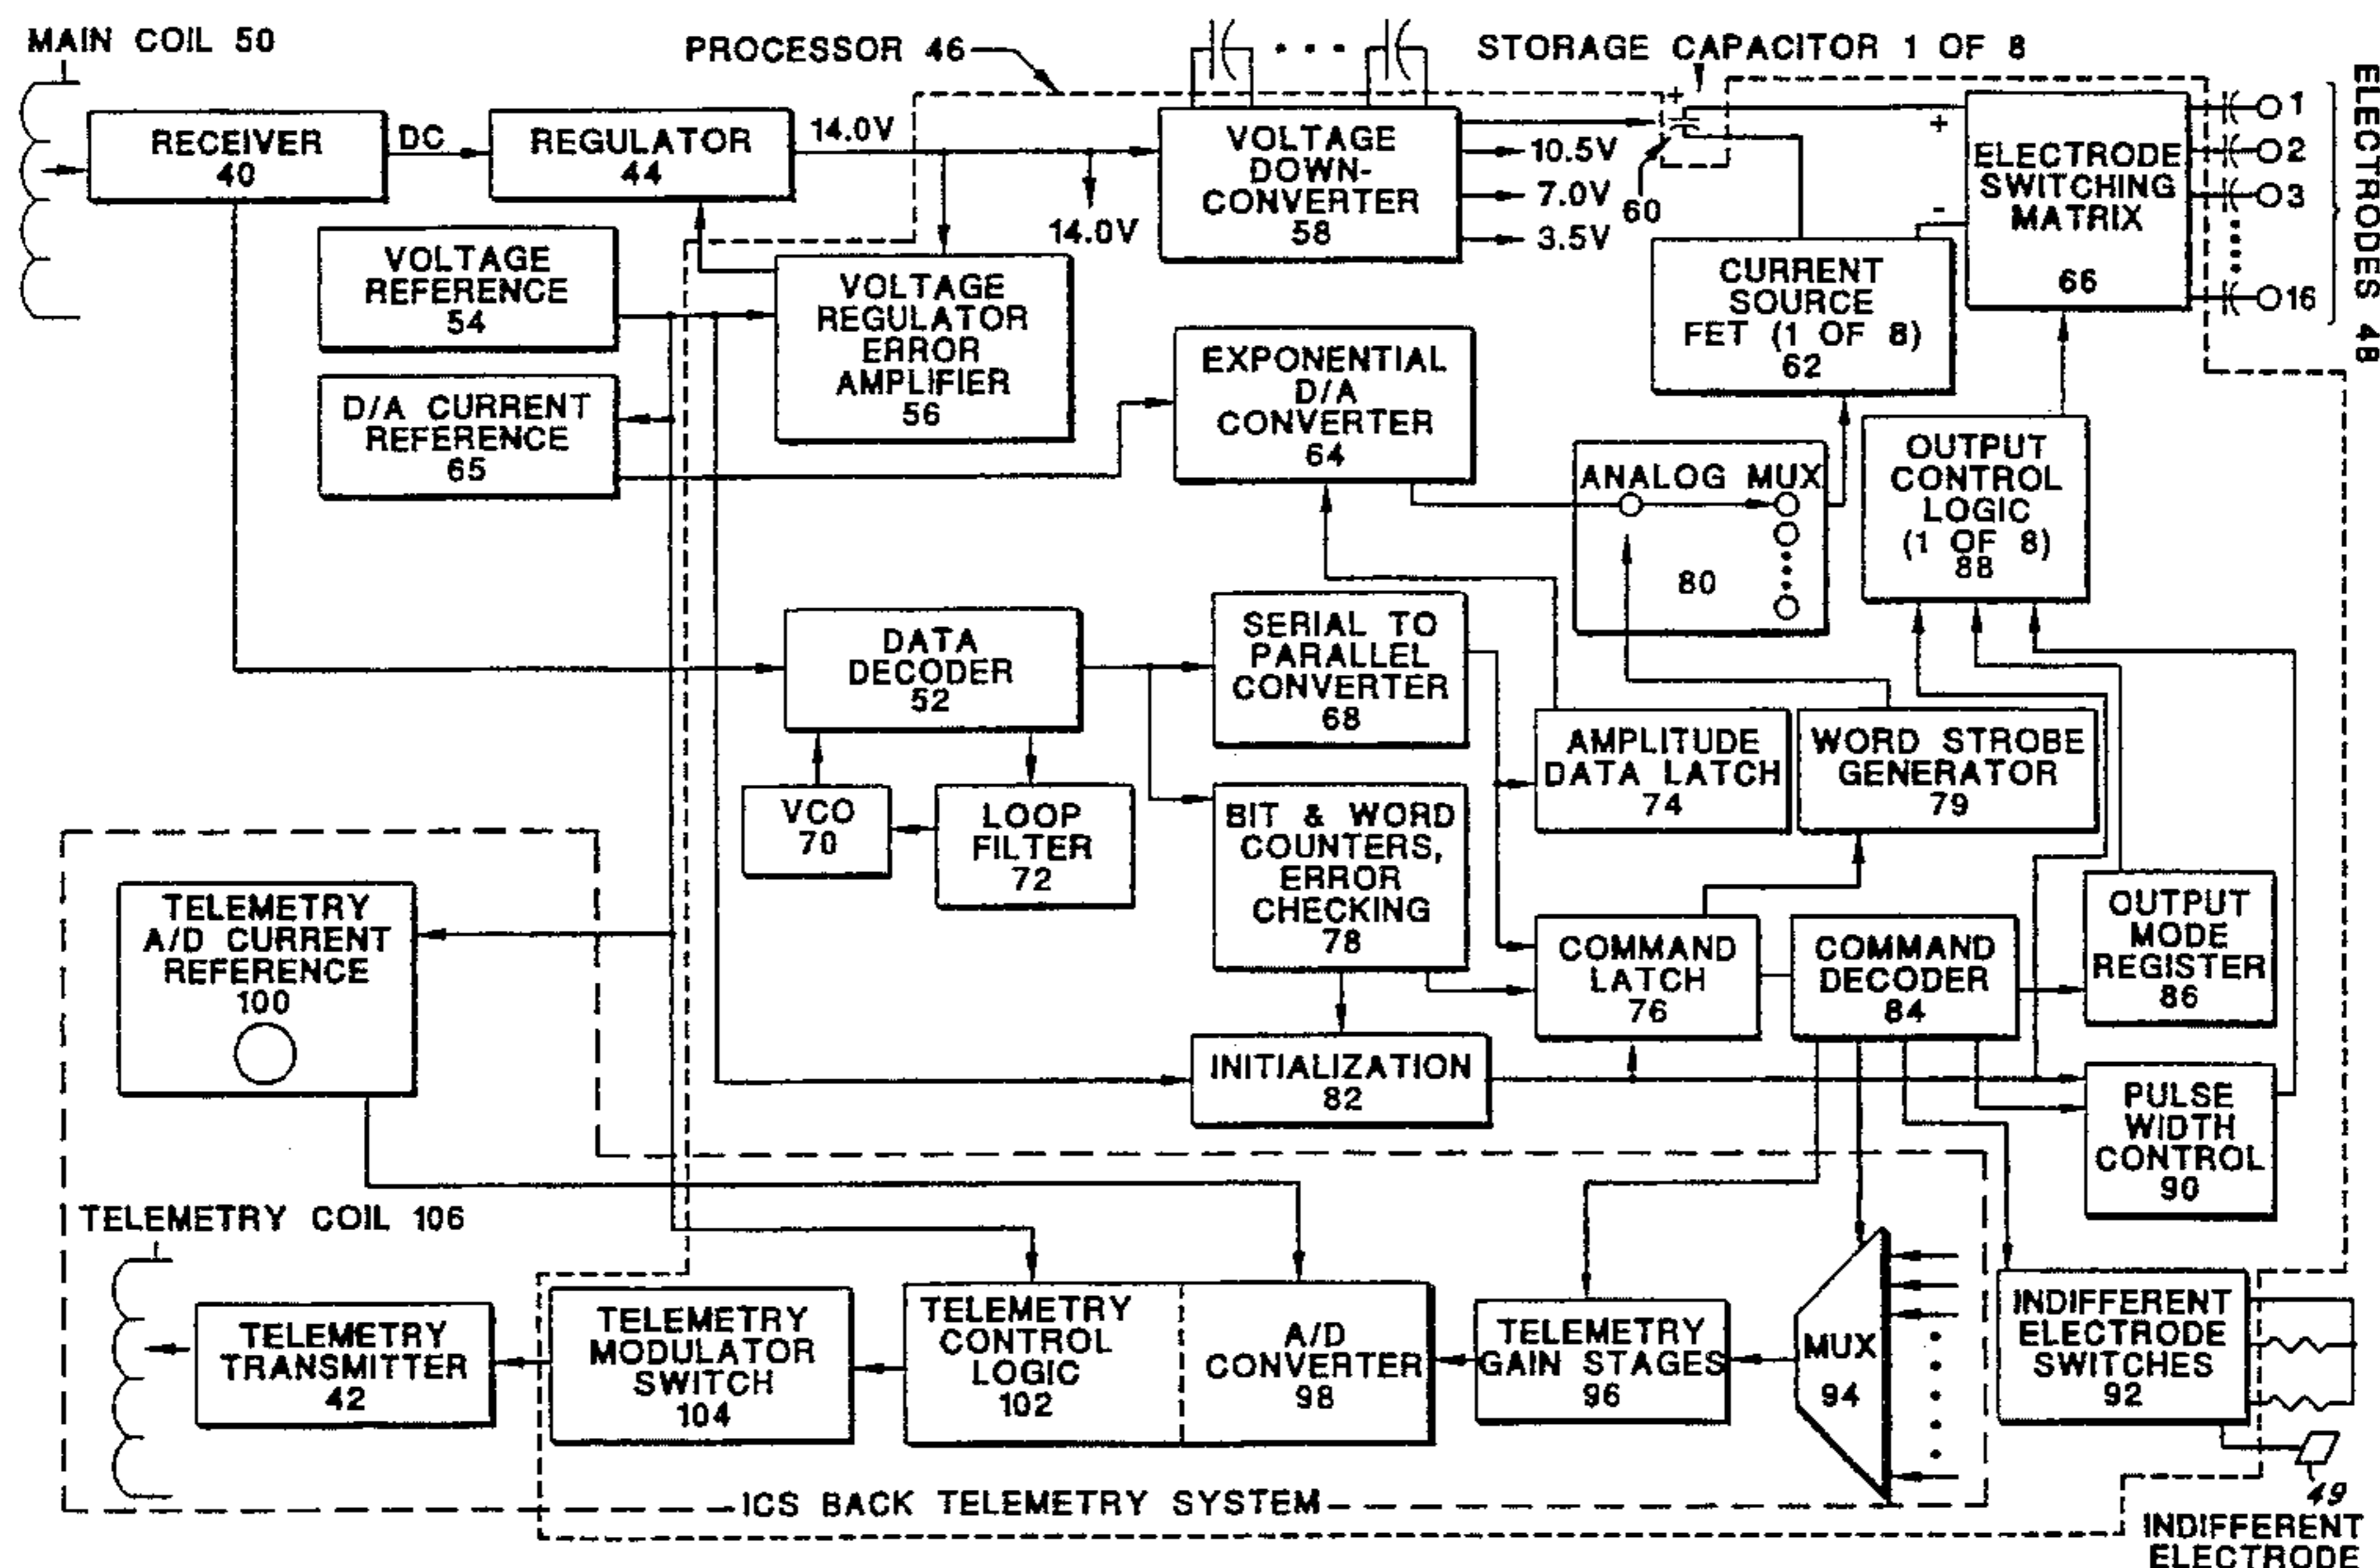 MAIN COIL 50
PROCESSOR 46
STORAGE CAPACITOR 1 OF 8
RECEIVER
40
DC
REGULATOR
44
14.0V
14.0V
VOLTAGE
DOWN-
CONVERTER
58
10.5V
7.0V
3.5V
+
60
+
-
ELECTRODE
SWITCHING
MATRIX
66
1
2
3
16
ELECTRODES 48
VOLTAGE
REFERENCE
54
VOLTAGE
REGULATOR
ERROR
AMPLIFIER
56
D/A CURRENT
REFERENCE
65
EXPONENTIAL
D/A
CONVERTER
64
CURRENT
SOURCE
FET (1 OF 8)
62
ANALOG MUX
80
OUTPUT
CONTROL
LOGIC
(1 OF 8)
88
DATA
DECODER
52
SERIAL TO
PARALLEL
CONVERTER
68
VCO
70
LOOP
FILTER
72
BIT & WORD
COUNTERS,
ERROR
CHECKING
78
AMPLITUDE
DATA LATCH
74
WORD STROBE
GENERATOR
79
TELEMETRY
A/D CURRENT
REFERENCE
100
COMMAND
LATCH
76
COMMAND
DECODER
84
OUTPUT
MODE
REGISTER
86
INITIALIZATION
82
PULSE
WIDTH
CONTROL
90
TELEMETRY COIL 106
TELEMETRY
TRANSMITTER
42
TELEMETRY
MODULATOR
SWITCH
104
TELEMETRY
CONTROL
LOGIC
102
A/D
CONVERTER
98
TELEMETRY
GAIN STAGES
96
MUX
94
INDIFFERENT
ELECTRODE
SWITCHES
92
ICS BACK TELEMETRY SYSTEM
49
INDIFFERENT
ELECTRODE